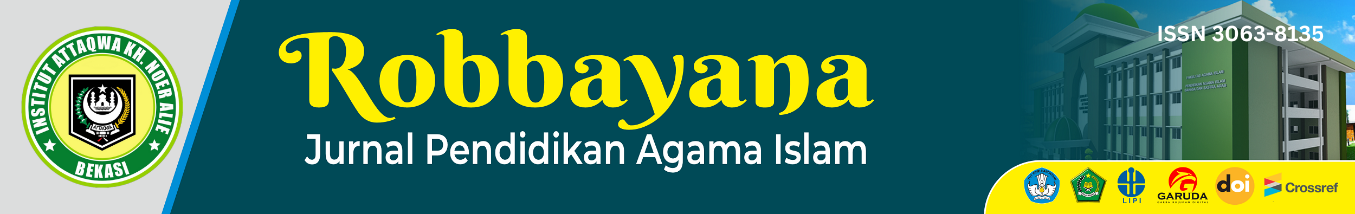 INSTITUT ATTAQWA KH. NOER ALIE
BEKASI
Robbayana
Jurnal Pendidikan Agama Islam
ISSN 3063-8135
LIPI
GARUDA
doi
Crossref